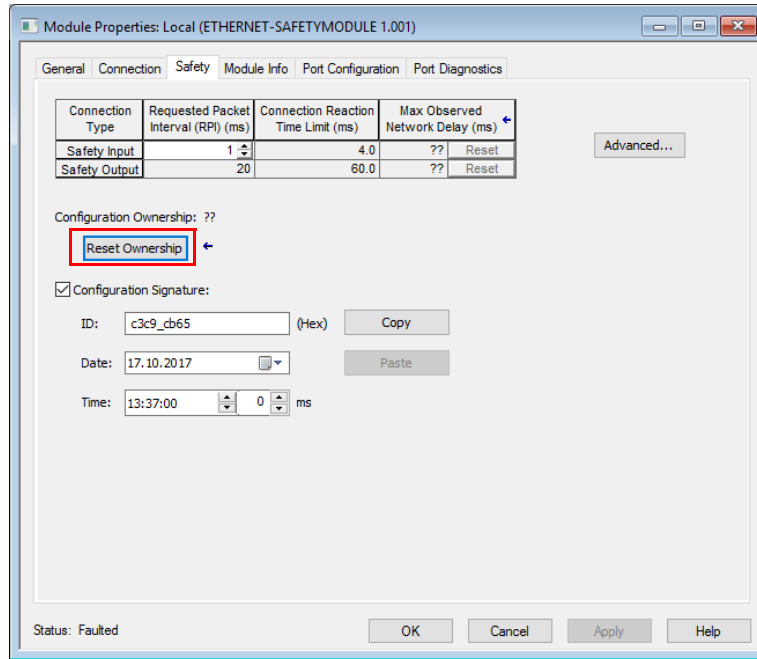 Module Properties: Local (ETHERNET-SAFETYMODULE 1.001)
General Connection Safety Module Info Port Configuration Port Diagnostics
Connection Type Requested Packet Interval (RPI) (ms) Connection Reaction Time Limit (ms) Max Observed Network Delay (ms)
Safety Input 1 4.0 ?? Reset
Safety Output 20 60.0 ?? Reset
Advanced...
Configuration Ownership: ??
Reset Ownership
Configuration Signature:
ID: c3c9_cb65 (Hex) Copy
Date: 17.10.2017 Paste
Time: 13:37:00 0 ms
Status: Faulted OK Cancel Apply Help